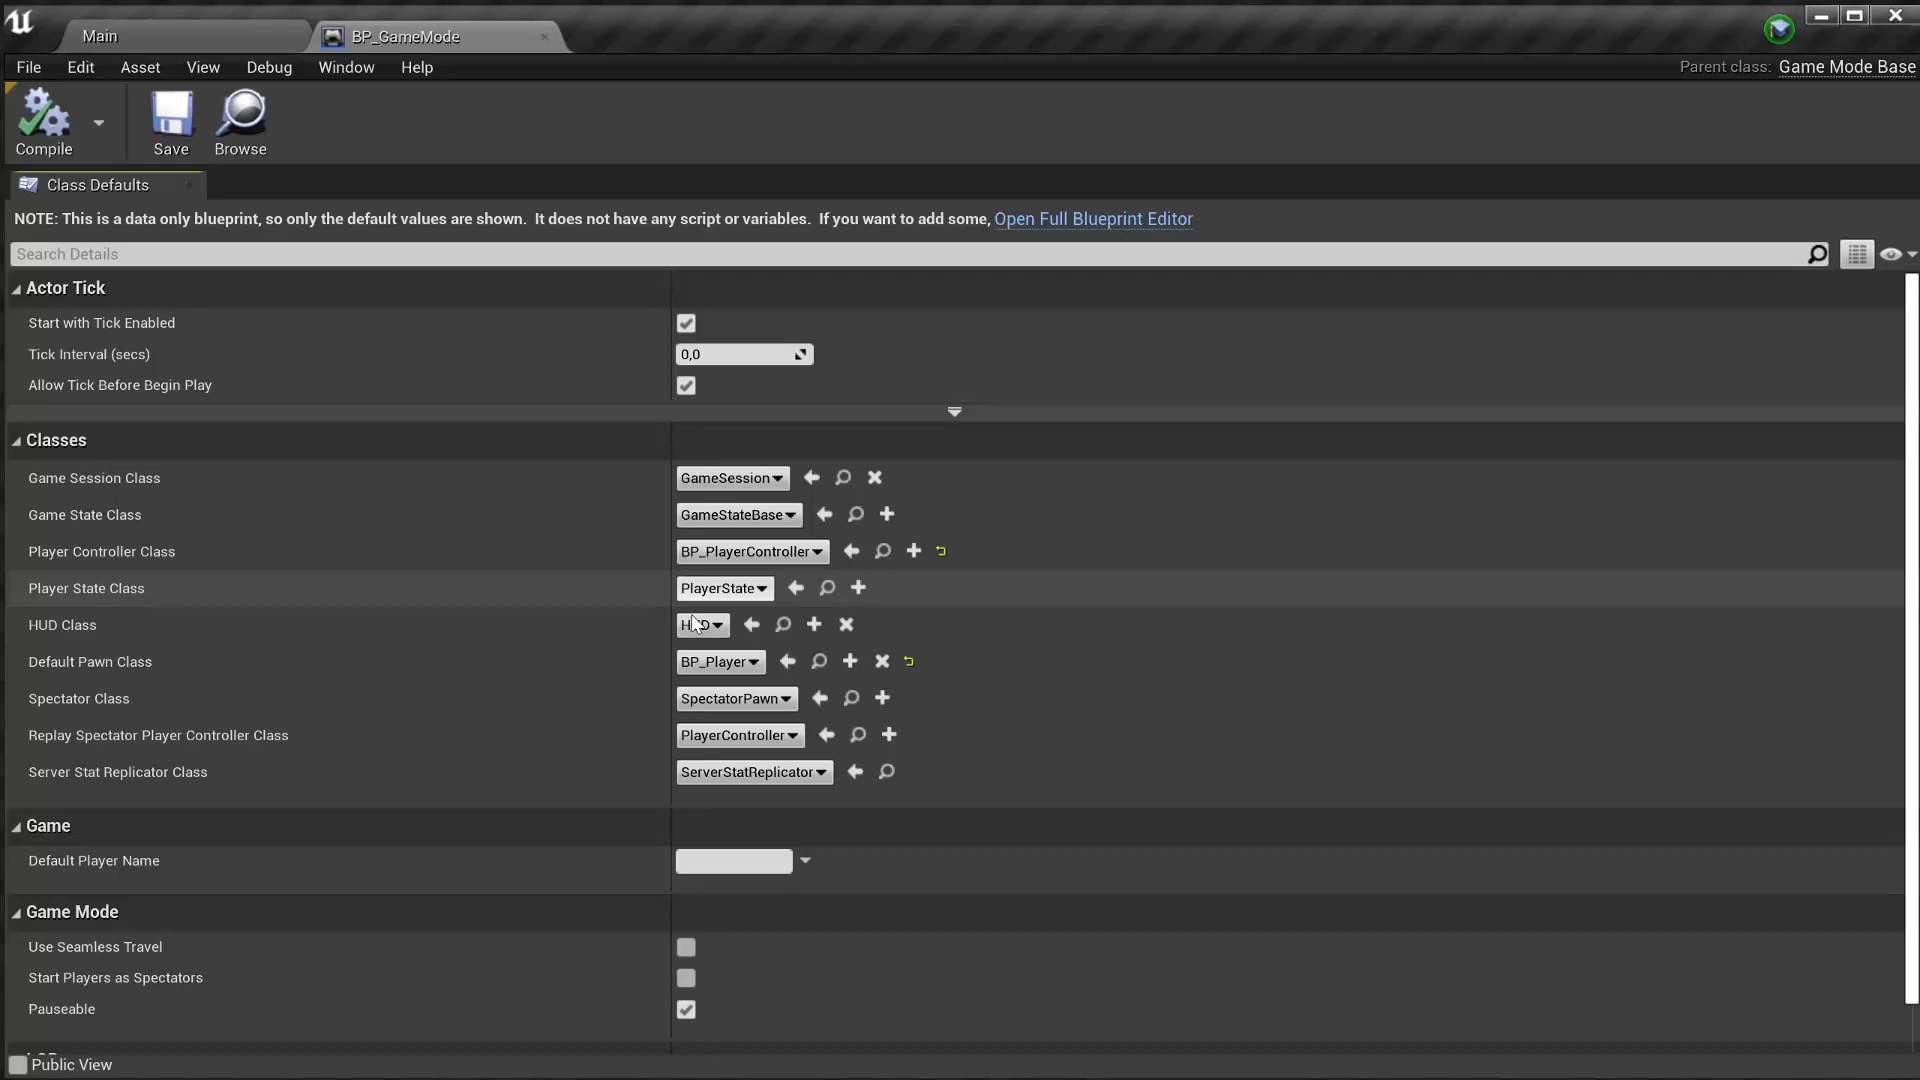 Main
BP_GameMode
File Edit Asset View Debug Window Help
Parent class: Game Mode Base
Compile
Save
Browse
Class Defaults
NOTE: This is a data only blueprint, so only the default values are shown. It does not have any script or variables. If you want to add some, Open Full Blueprint Editor
Search Details
Actor Tick
Start with Tick Enabled
Tick Interval (secs) 0,0
Allow Tick Before Begin Play
Classes
Game Session Class GameSession
Game State Class GameStateBase
Player Controller Class BP_PlayerController
Player State Class PlayerState
HUD Class HUD
Default Pawn Class BP_Player
Spectator Class SpectatorPawn
Replay Spectator Player Controller Class PlayerController
Server Stat Replicator Class ServerStatReplicator
Game
Default Player Name
Game Mode
Use Seamless Travel
Start Players as Spectators
Pauseable
Public View